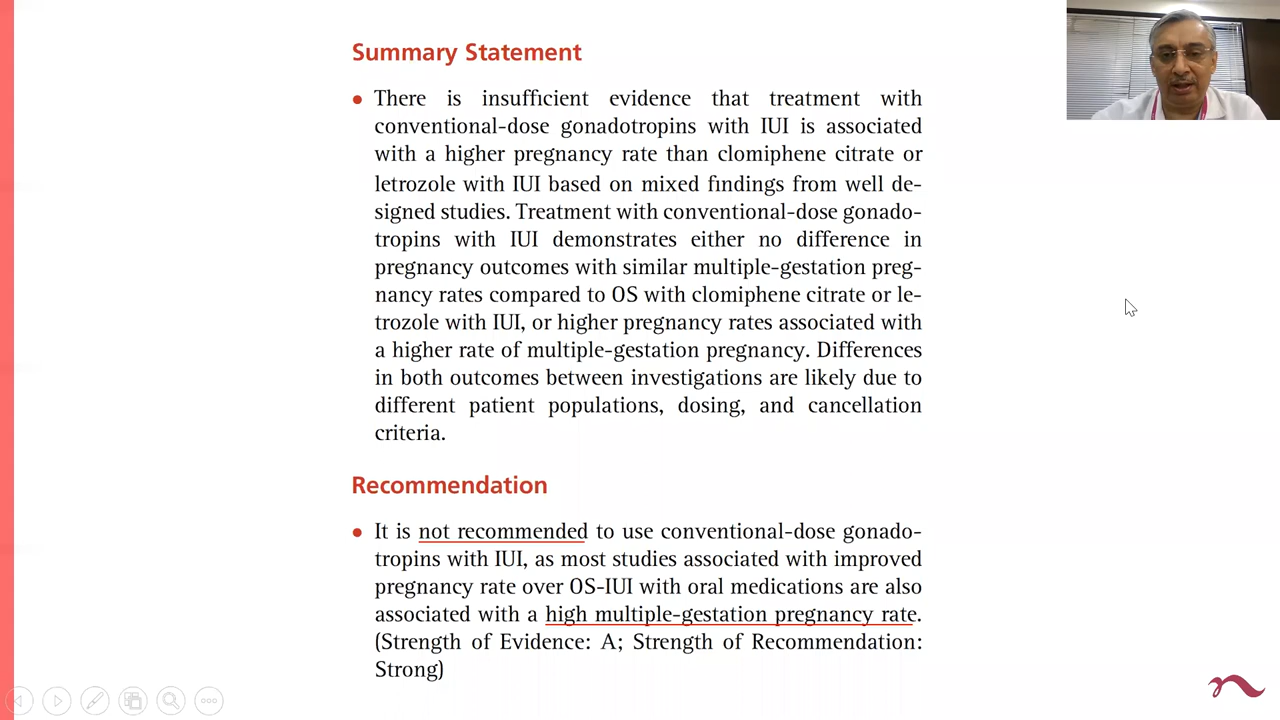 Summary Statement
• There is insufficient evidence that treatment with
conventional-dose gonadotropins with IUI is associated
with a higher pregnancy rate than clomiphene citrate or
letrozole with IUI based on mixed findings from well de-
signed studies. Treatment with conventional-dose gonado-
tropins with IUI demonstrates either no difference in
pregnancy outcomes with similar multiple-gestation preg-
nancy rates compared to OS with clomiphene citrate or le-
trozole with IUI, or higher pregnancy rates associated with
a higher rate of multiple-gestation pregnancy. Differences
in both outcomes between investigations are likely due to
different patient populations, dosing, and cancellation
criteria.
Recommendation
• It is not recommended to use conventional-dose gonado-
tropins with IUI, as most studies associated with improved
pregnancy rate over OS-IUI with oral medications are also
associated with a high multiple-gestation pregnancy rate.
(Strength of Evidence: A; Strength of Recommendation:
Strong)